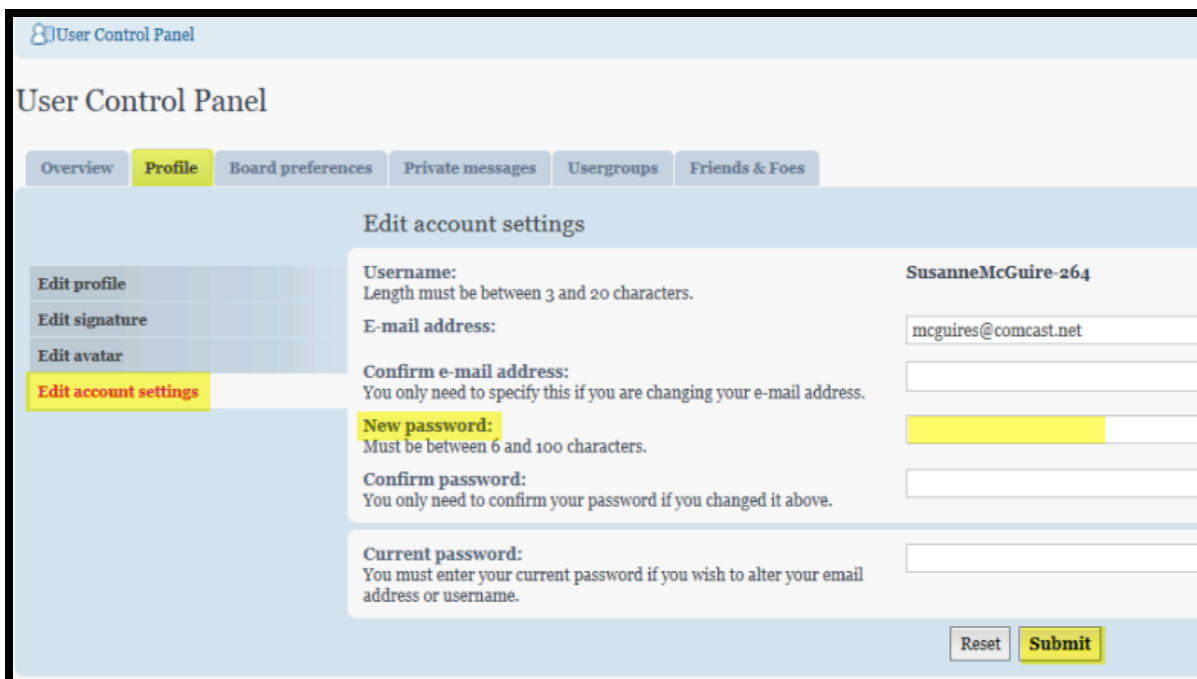 User Control Panel
User Control Panel
Overview Profile Board preferences Private messages Usergroups Friends & Foes
Edit account settings
Edit profile
Edit signature
Edit avatar
Edit account settings
Username: SusanneMcGuire-264
Length must be between 3 and 20 characters.
E-mail address: mcguires@comcast.net
Confirm e-mail address:
You only need to specify this if you are changing your e-mail address.
New password:
Must be between 6 and 100 characters.
Confirm password:
You only need to confirm your password if you changed it above.
Current password:
You must enter your current password if you wish to alter your email
address or username.
Reset Submit